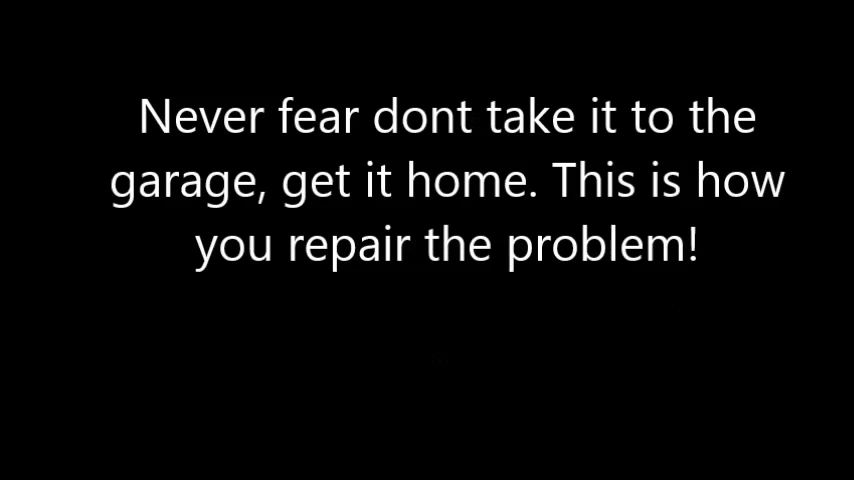 Never fear dont take it to the
garage, get it home. This is how
you repair the problem!